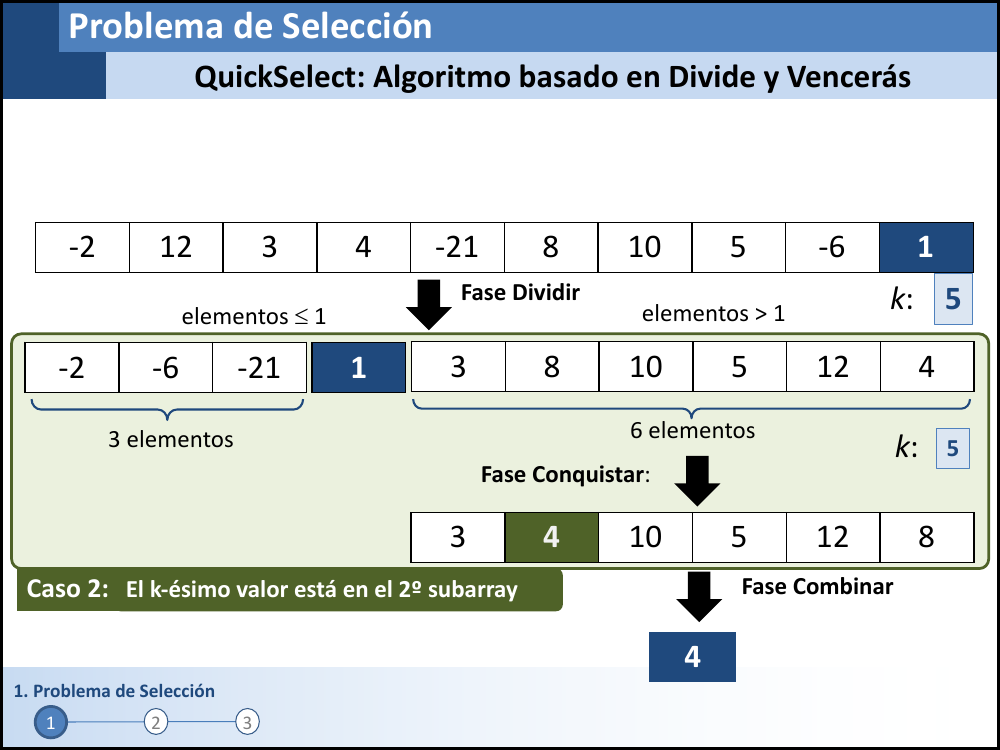 Problema de Selección
QuickSelect: Algoritmo basado en Divide y Vencerás
-2 12 3 4 -21 8 10 5 -6 1
Fase Dividir
k: 5
elementos ≤ 1
elementos > 1
-2 -6 -21 1 3 8 10 5 12 4
3 elementos
6 elementos
k: 5
Fase Conquistar:
3 4 10 5 12 8
Caso 2: El k-ésimo valor está en el 2º subarray
Fase Combinar
4
1. Problema de Selección
1 2 3